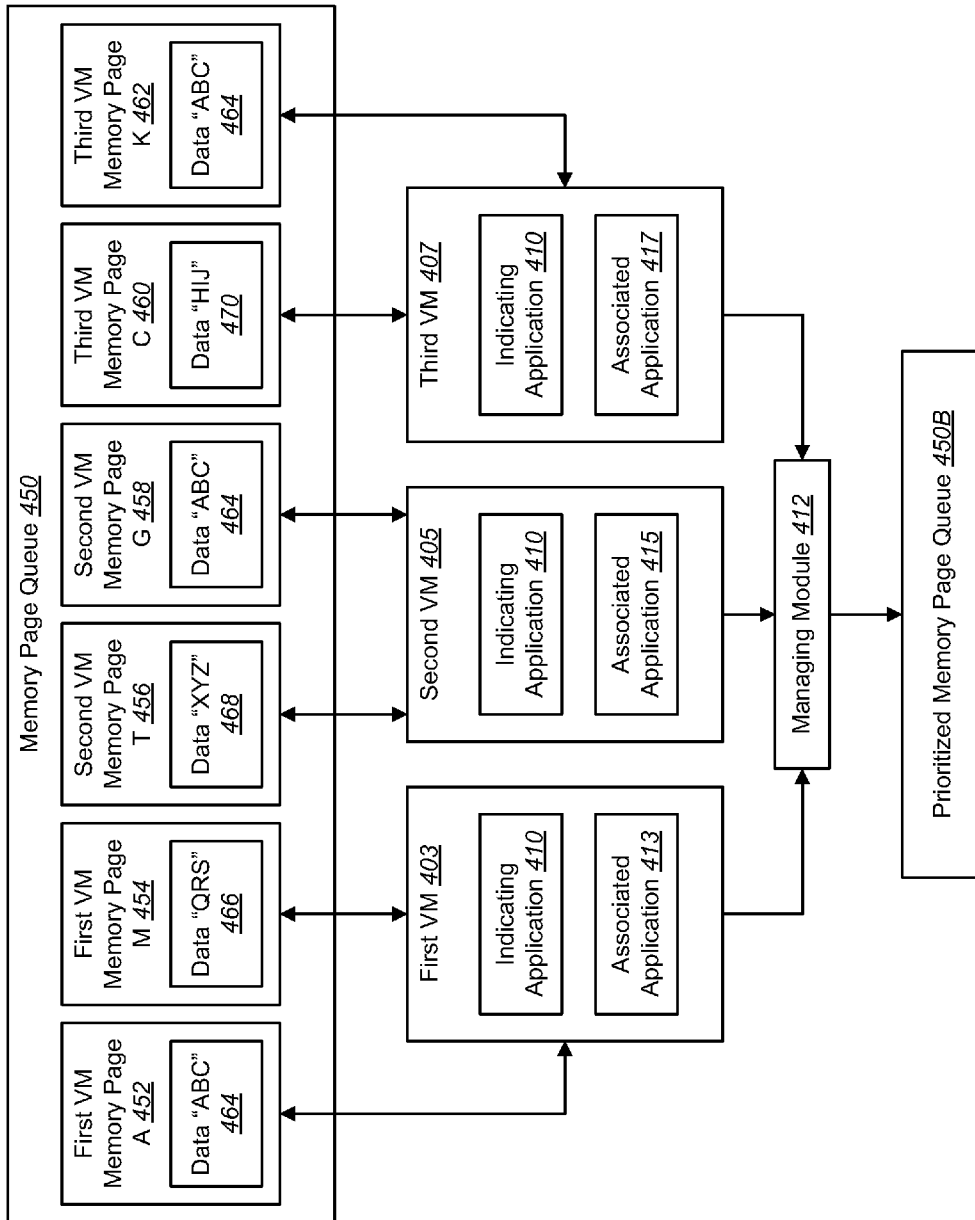 Memory Page Queue 450
First VM
Memory Page
A 452
Data “ABC”
464
First VM
Memory Page
M 454
Data “QRS”
466
Second VM
Memory Page
T 456
Data “XYZ”
468
Second VM
Memory Page
G 458
Data “ABC”
464
Third VM
Memory Page
C 460
Data “HIJ”
470
Third VM
Memory Page
K 462
Data “ABC”
464
First VM 403
Indicating
Application 410
Associated
Application 413
Second VM 405
Indicating
Application 410
Associated
Application 415
Third VM 407
Indicating
Application 410
Associated
Application 417
Managing Module 412
Prioritized Memory Page Queue 450B